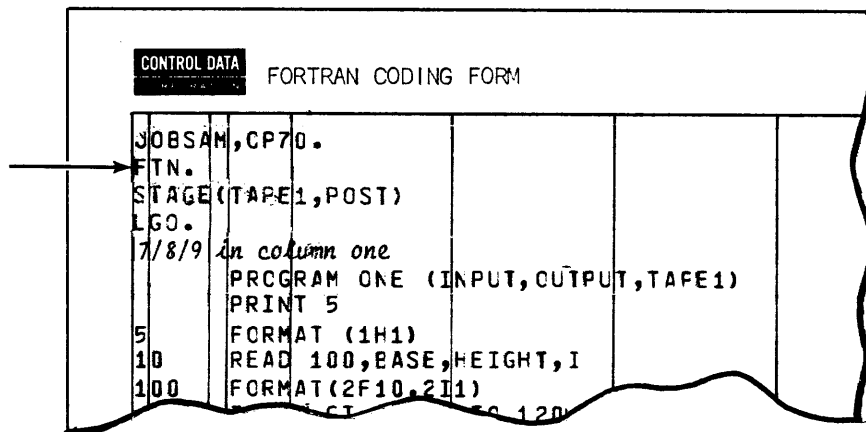 CONTROL DATA
FORTRAN CODING FORM
JOBSAM,CP70.
FTN.
STAGE(TAPE1,POST)
LGO.
7/8/9 in column one
PROGRAM ONE (INPUT,OUTPUT,TAPE1)
PRINT 5
5 FORMAT (1H1)
10 READ 100,BASE,HEIGHT,I
100 FORMAT(2F10.2I1)
120